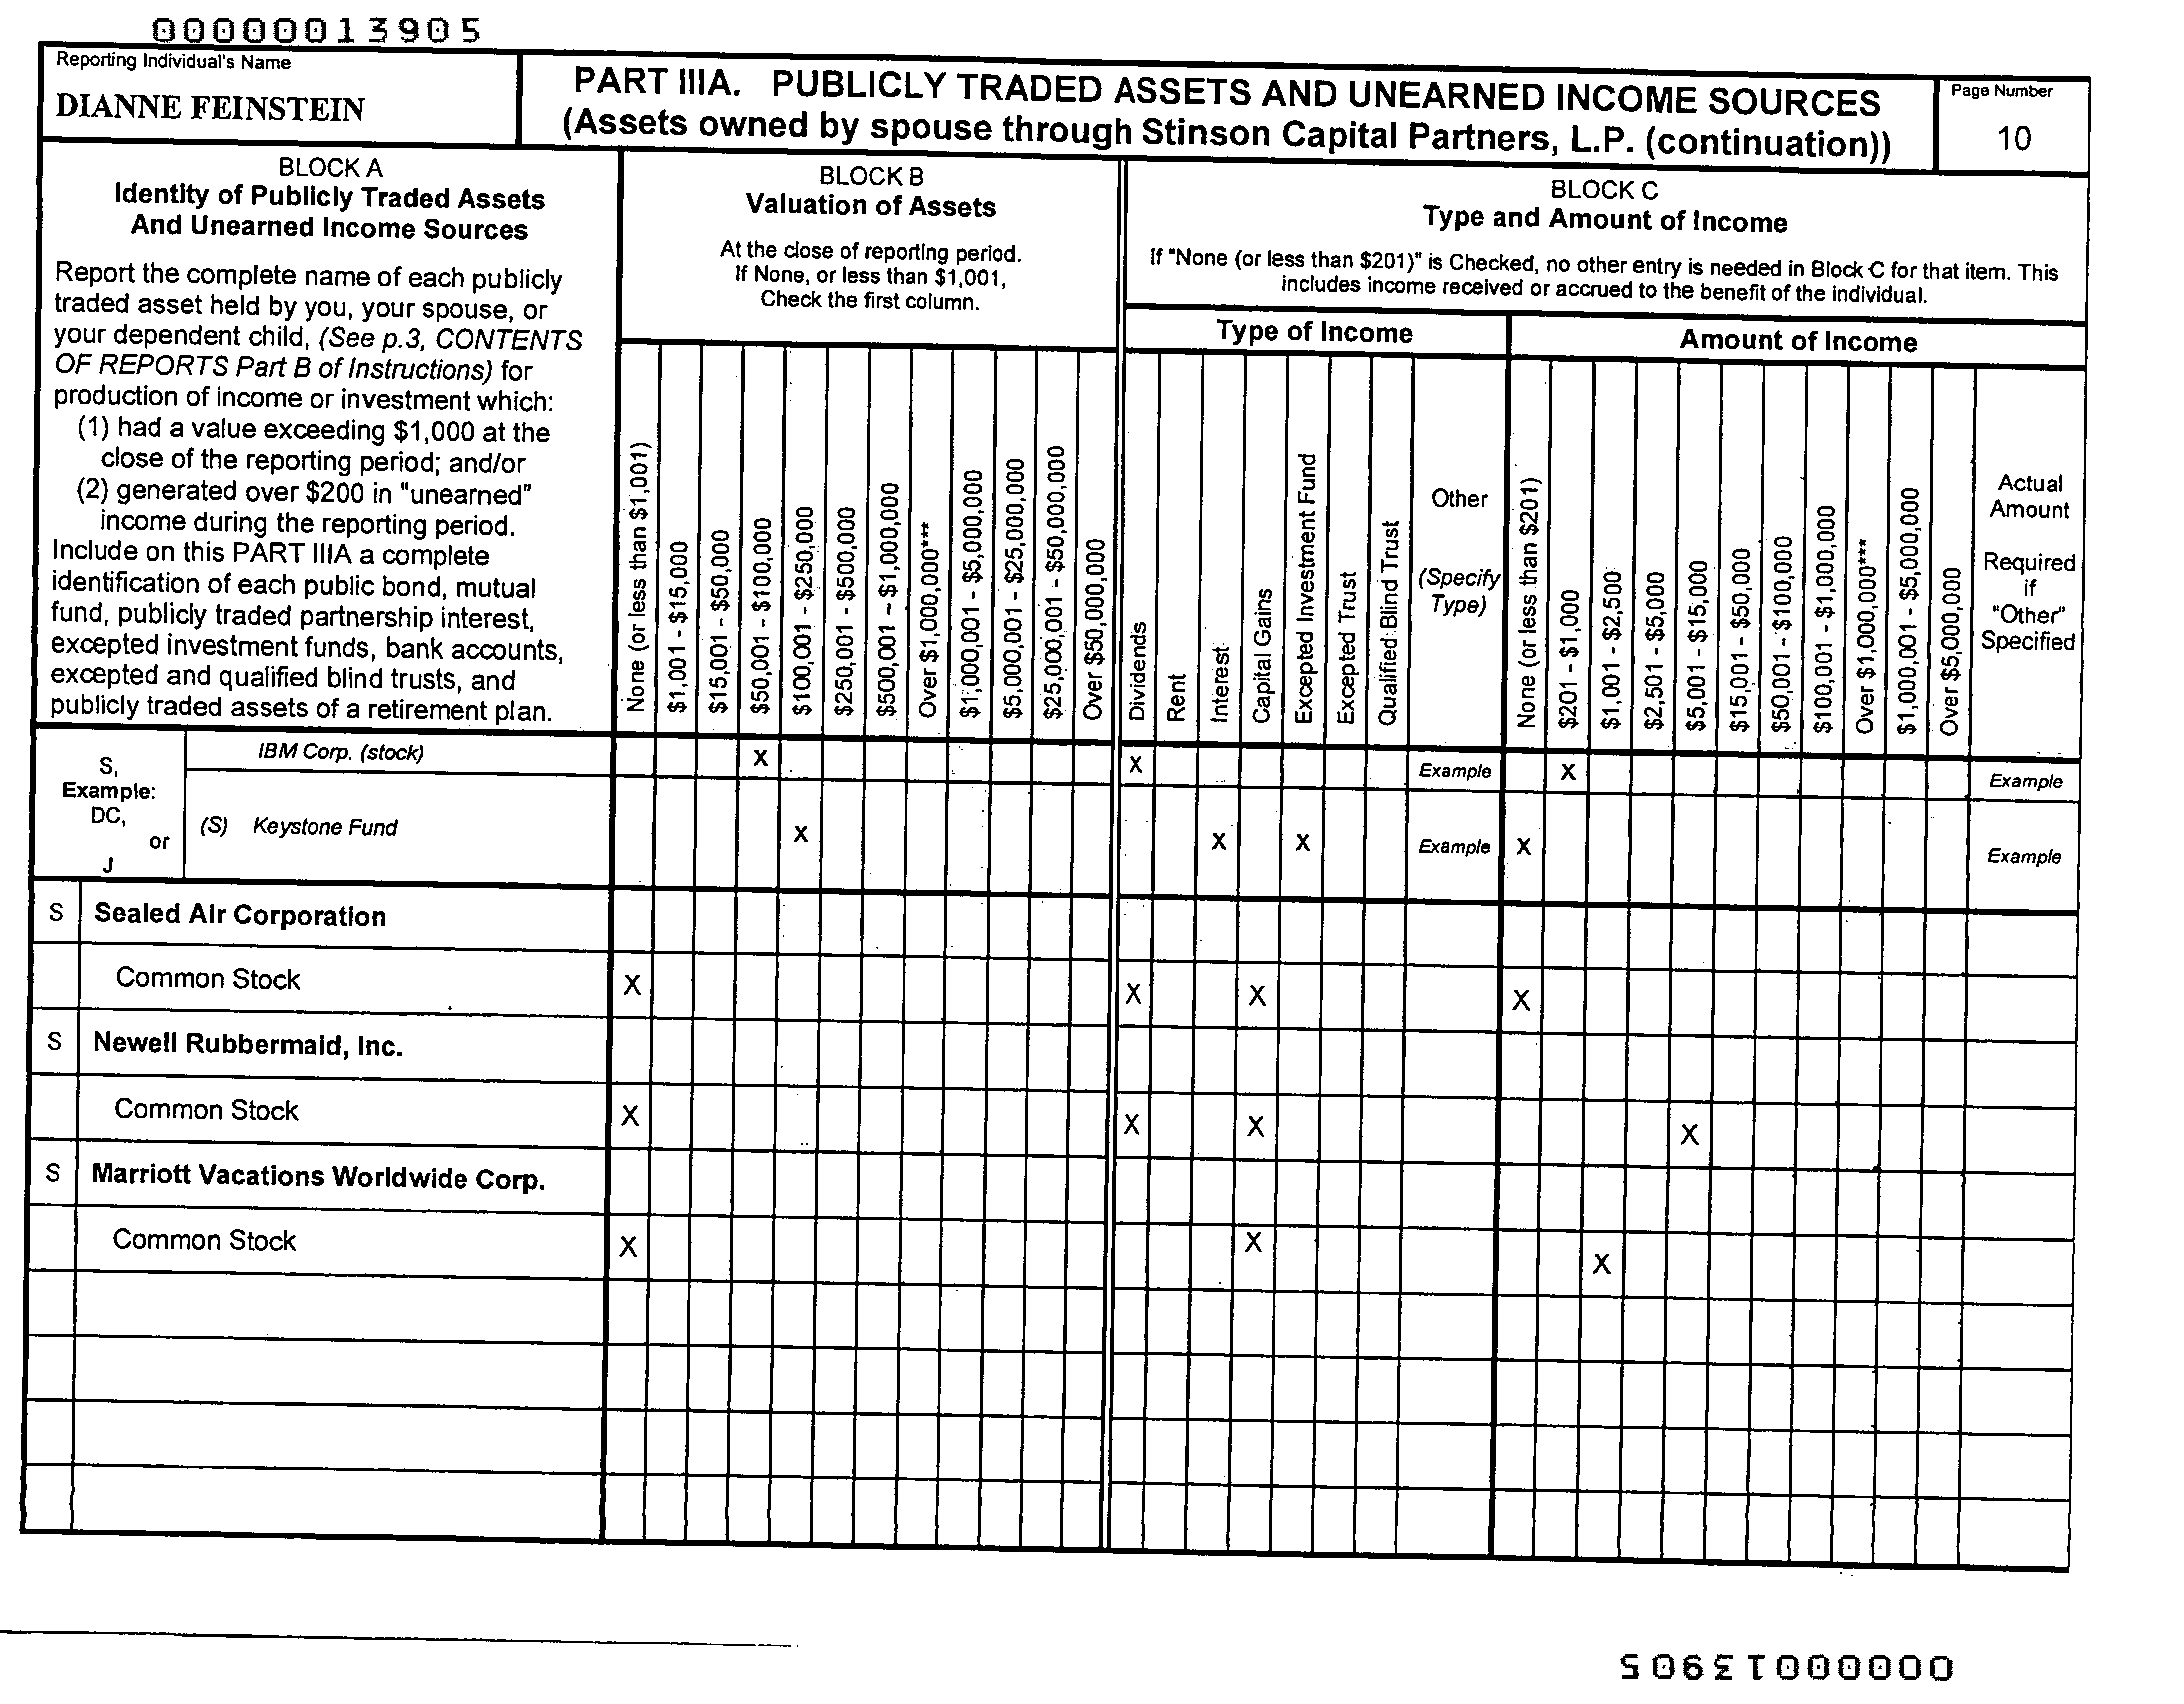 00000013905
Reporting Individual's Name
DIANNE FEINSTEIN
PART IIIA. PUBLICLY TRADED ASSETS AND UNEARNED INCOME SOURCES
(Assets owned by spouse through Stinson Capital Partners, L.P. (continuation))
Page Number
10
BLOCK A
Identity of Publicly Traded Assets
And Unearned Income Sources
Report the complete name of each publicly
traded asset held by you, your spouse, or
your dependent child, (See p.3, CONTENTS
OF REPORTS Part B of Instructions) for
production of income or investment which:
(1) had a value exceeding $1,000 at the
close of the reporting period; and/or
(2) generated over $200 in "unearned"
income during the reporting period.
Include on this PART IIIA a complete
identification of each public bond, mutual
fund, publicly traded partnership interest,
excepted investment funds, bank accounts,
excepted and qualified blind trusts, and
publicly traded assets of a retirement plan.
BLOCK B
Valuation of Assets
At the close of reporting period.
If None, or less than $1,001,
Check the first column.
None (or less than $1,001)
$1,001 - $15,000
$15,001 - $50,000
$50,001 - $100,000
$100,001 - $250,000
$250,001 - $500,000
$500,001 - $1,000,000
Over $1,000,000***
$1,000,001 - $5,000,000
$5,000,001 - $25,000,000
$25,000,001 - $50,000,000
Over $50,000,000
BLOCK C
Type and Amount of Income
If "None (or less than $201)" is Checked, no other entry is needed in Block C for that item. This
includes income received or accrued to the benefit of the individual.
Type of Income
Dividends
Rent
Interest
Capital Gains
Excepted Investment Fund
Excepted Trust
Qualified Blind Trust
Other
(Specify
Type)
Amount of Income
None (or less than $201)
$201 - $1,000
$1,001 - $2,500
$2,501 - $5,000
$5,001 - $15,000
$15,001 - $50,000
$50,001 - $100,000
$100,001 - $1,000,000
Over $1,000,000***
$1,000,001 - $5,000,000
Over $5,000,000
Actual
Amount
Required
if
"Other"
Specified
S,
Example:
DC,
or
J
IBM Corp. (stock) X X Example X Example
(S) Keystone Fund X X X Example X Example
S Sealed Air Corporation
Common Stock X X X X
S Newell Rubbermaid, Inc.
Common Stock X X X X
S Marriott Vacations Worldwide Corp.
Common Stock X X X
00000013905